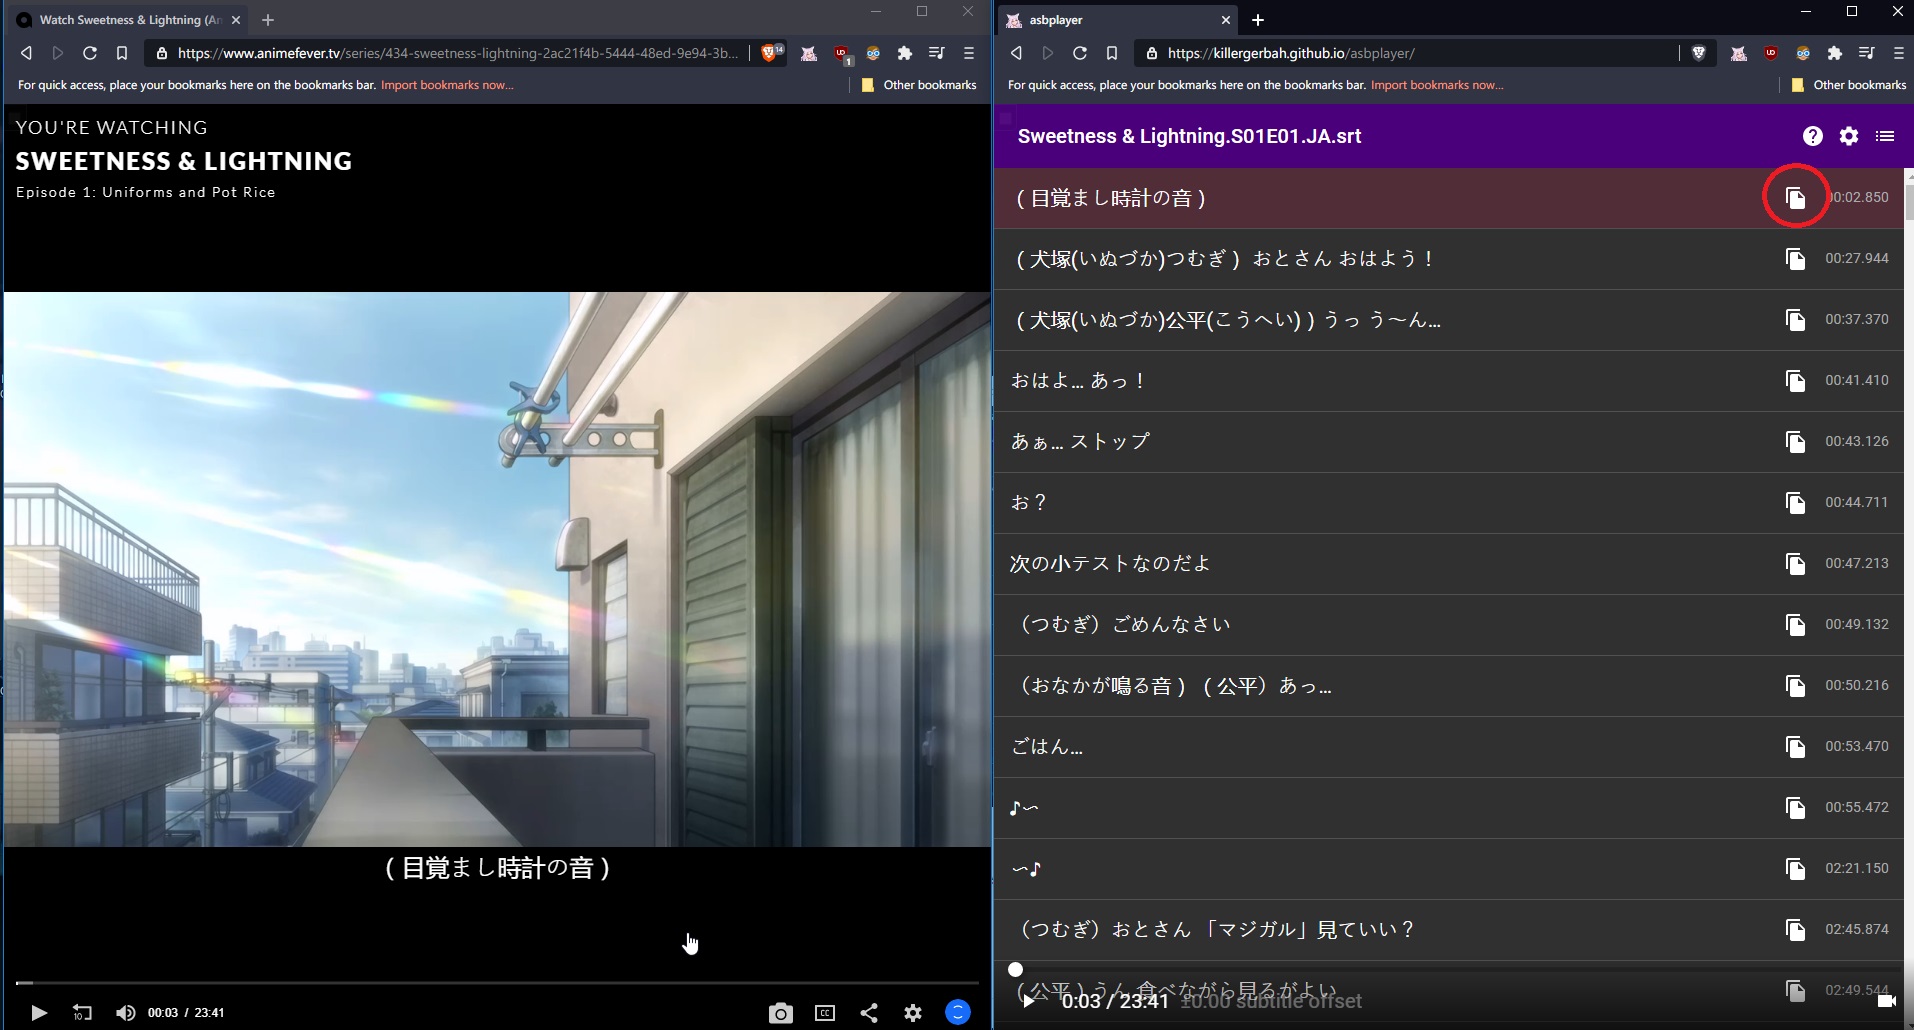 Watch Sweetness & Lightning (An
https://www.animefever.tv/series/434-sweetness-lightning-2ac21f4b-5444-48ed-9e94-3b...
14
UD
1
For quick access, place your bookmarks here on the bookmarks bar. Import bookmarks now...
Other bookmarks
YOU'RE WATCHING
SWEETNESS & LIGHTNING
Episode 1: Uniforms and Pot Rice
(目覚まし時計の音)
10
00:03 / 23:41
CC
asbplayer
https://killergerbah.github.io/asbplayer/
UD
For quick access, place your bookmarks here on the bookmarks bar. Import bookmarks now...
Other bookmarks
Sweetness & Lightning.S01E01.JA.srt
(目覚まし時計の音) 00:02.850
(犬塚(いぬづか)つむぎ) おとさん おはよう! 00:27.944
(犬塚(いぬづか)公平(こうへい))うっ う〜ん… 00:37.370
おはよ… あっ! 00:41.410
あぁ… ストップ 00:43.126
お? 00:44.711
次の小テストなのだよ 00:47.213
(つむぎ)ごめんなさい 00:49.132
(おなかが鳴る音) (公平)あっ… 00:50.216
ごはん… 00:53.470
♪〜 00:55.472
〜♪ 02:21.150
(つむぎ)おとさん 「マジガル」見ていい? 02:45.874
(公平)うん 食べながら見るがよい 02:49.544
0:03 / 23:41 ±0.00 subtitle offset